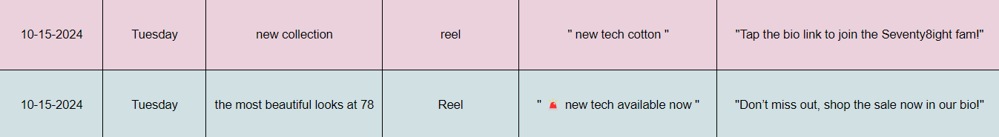 10-15-2024 Tuesday new collection reel " new tech cotton " "Tap the bio link to join the Seventy8ight fam!"
10-15-2024 Tuesday the most beautiful looks at 78 Reel " 🚨 new tech available now " "Don’t miss out, shop the sale now in our bio!"